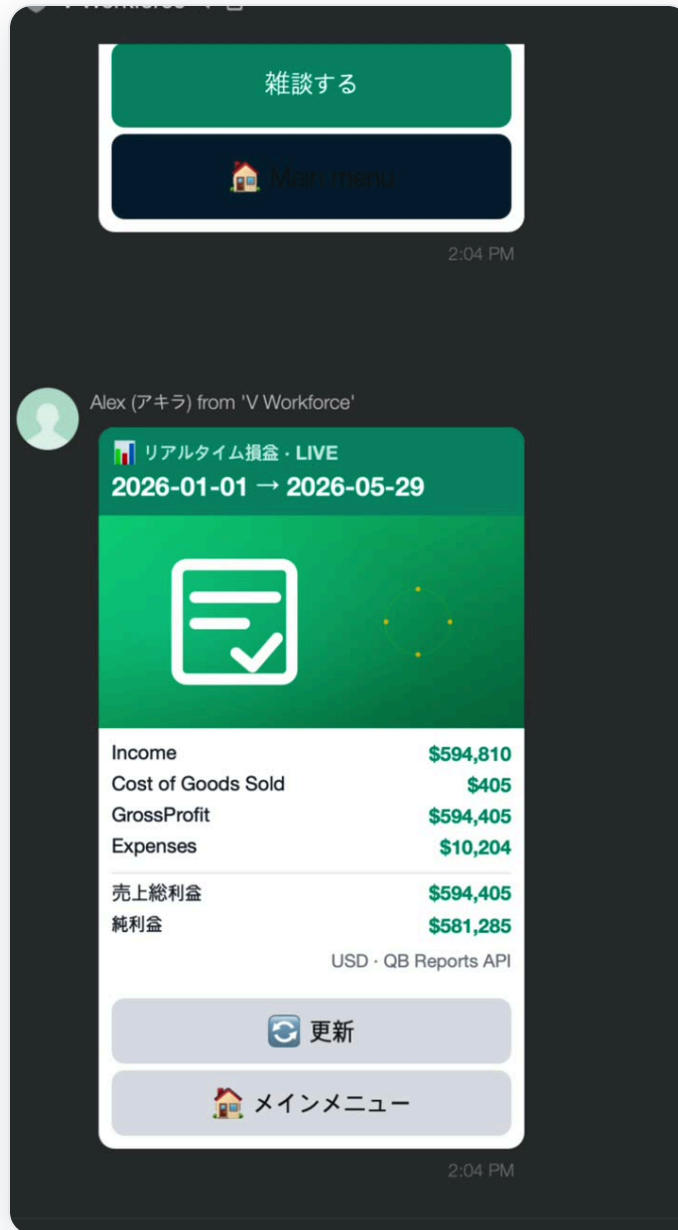 雑談する
🏠 Main menu
2:04 PM
Alex (アキラ) from 'V Workforce'
📊 リアルタイム損益 · LIVE
2026-01-01 → 2026-05-29
Income $594,810
Cost of Goods Sold $405
GrossProfit $594,405
Expenses $10,204
売上総利益 $594,405
純利益 $581,285
USD · QB Reports API
🔄 更新
🏠 メインメニュー
2:04 PM